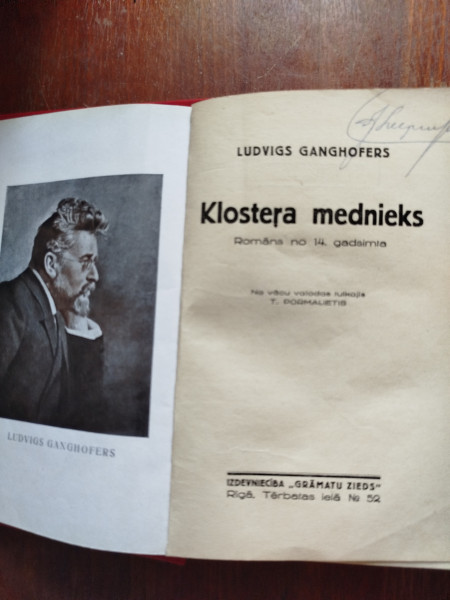 LUDVIGS GANGHOFERS
LUDVIGS GANGHOFERS
Klosteŗa mednieks
Romāns no 14. gadsimta
No vācu valodas tulkojis
T. PORMALIETIS
IZDEVNIECĪBA „GRĀMATU ZIEDS“
Rīgā, Tērbatas ielā № 52